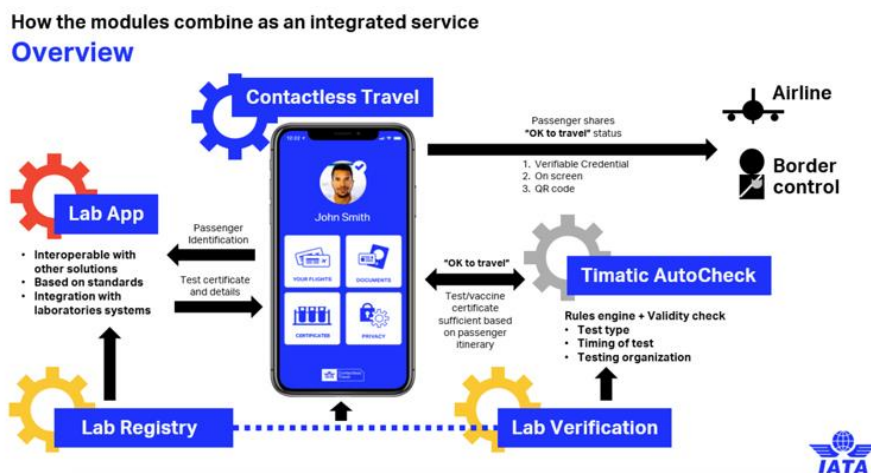 How the modules combine as an integrated service
Overview
Contactless Travel
Airline
Passenger shares
"OK to travel" status
1. Verifiable Credential
2. On screen
3. QR code
Border
control
10:22
John Smith
YOUR FLIGHTS
DOCUMENTS
CERTIFICATES
PRIVACY
Contactless
Travel
Lab App
• Interoperable with
other solutions
• Based on standards
• Integration with
laboratories systems
Passenger
Identification
Test certificate
and details
"OK to travel"
Test/vaccine
certificate
sufficient based
on passenger
itinerary
Timatic AutoCheck
Rules engine + Validity check
• Test type
• Timing of test
• Testing organization
Lab Registry
Lab Verification
IATA